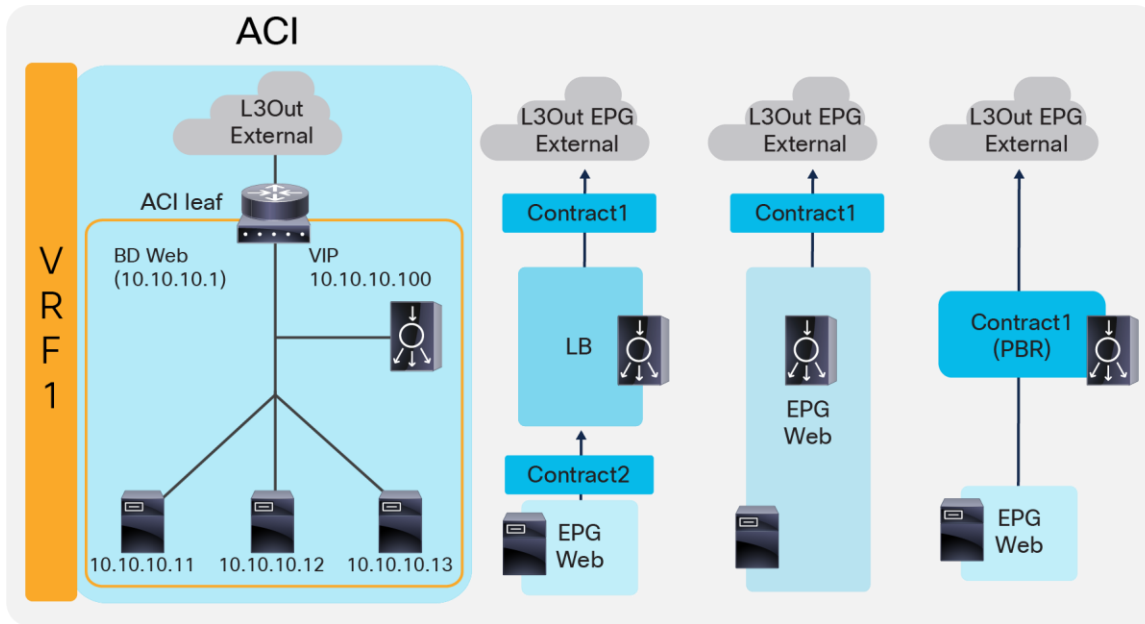 ACI
V
R
F
1
L3Out
External
ACI leaf
BD Web
(10.10.10.1)
VIP
10.10.10.100
10.10.10.11
10.10.10.12
10.10.10.13
L3Out EPG
External
Contract1
LB
Contract2
EPG
Web
L3Out EPG
External
Contract1
EPG
Web
L3Out EPG
External
Contract1
(PBR)
EPG
Web